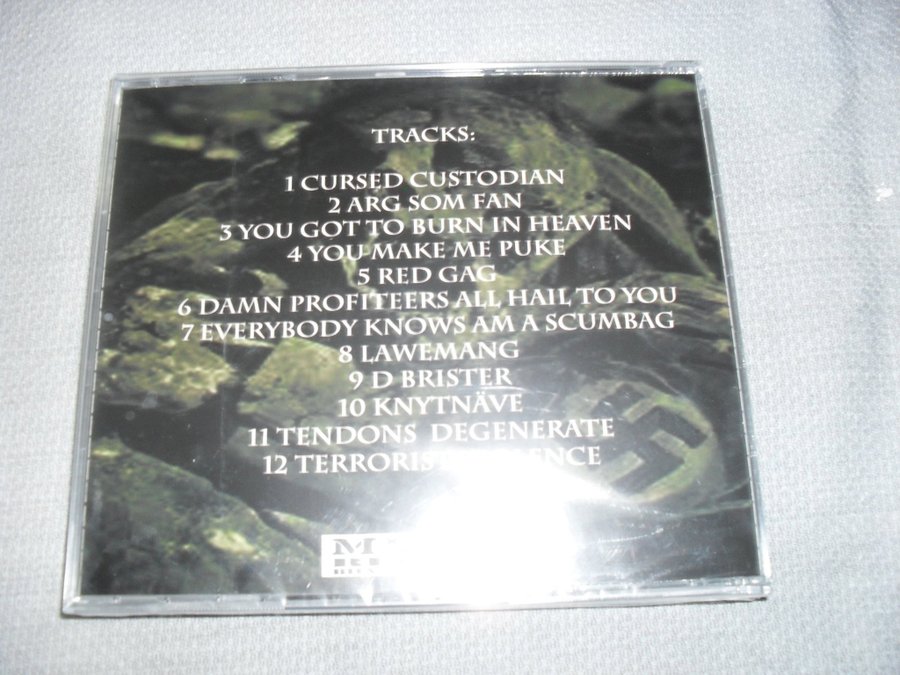 TRACKS:
1 CURSED CUSTODIAN
2 ARG SOM FAN
3 YOU GOT TO BURN IN HEAVEN
4 YOU MAKE ME PUKE
5 RED GAG
6 DAMN PROFITEERS ALL HAIL TO YOU
7 EVERYBODY KNOWS AM A SCUMBAG
8 LAWEMANG
9 D BRISTER
10 KNYTNÄVE
11 TENDONS DEGENERATE
12 TERRORIST